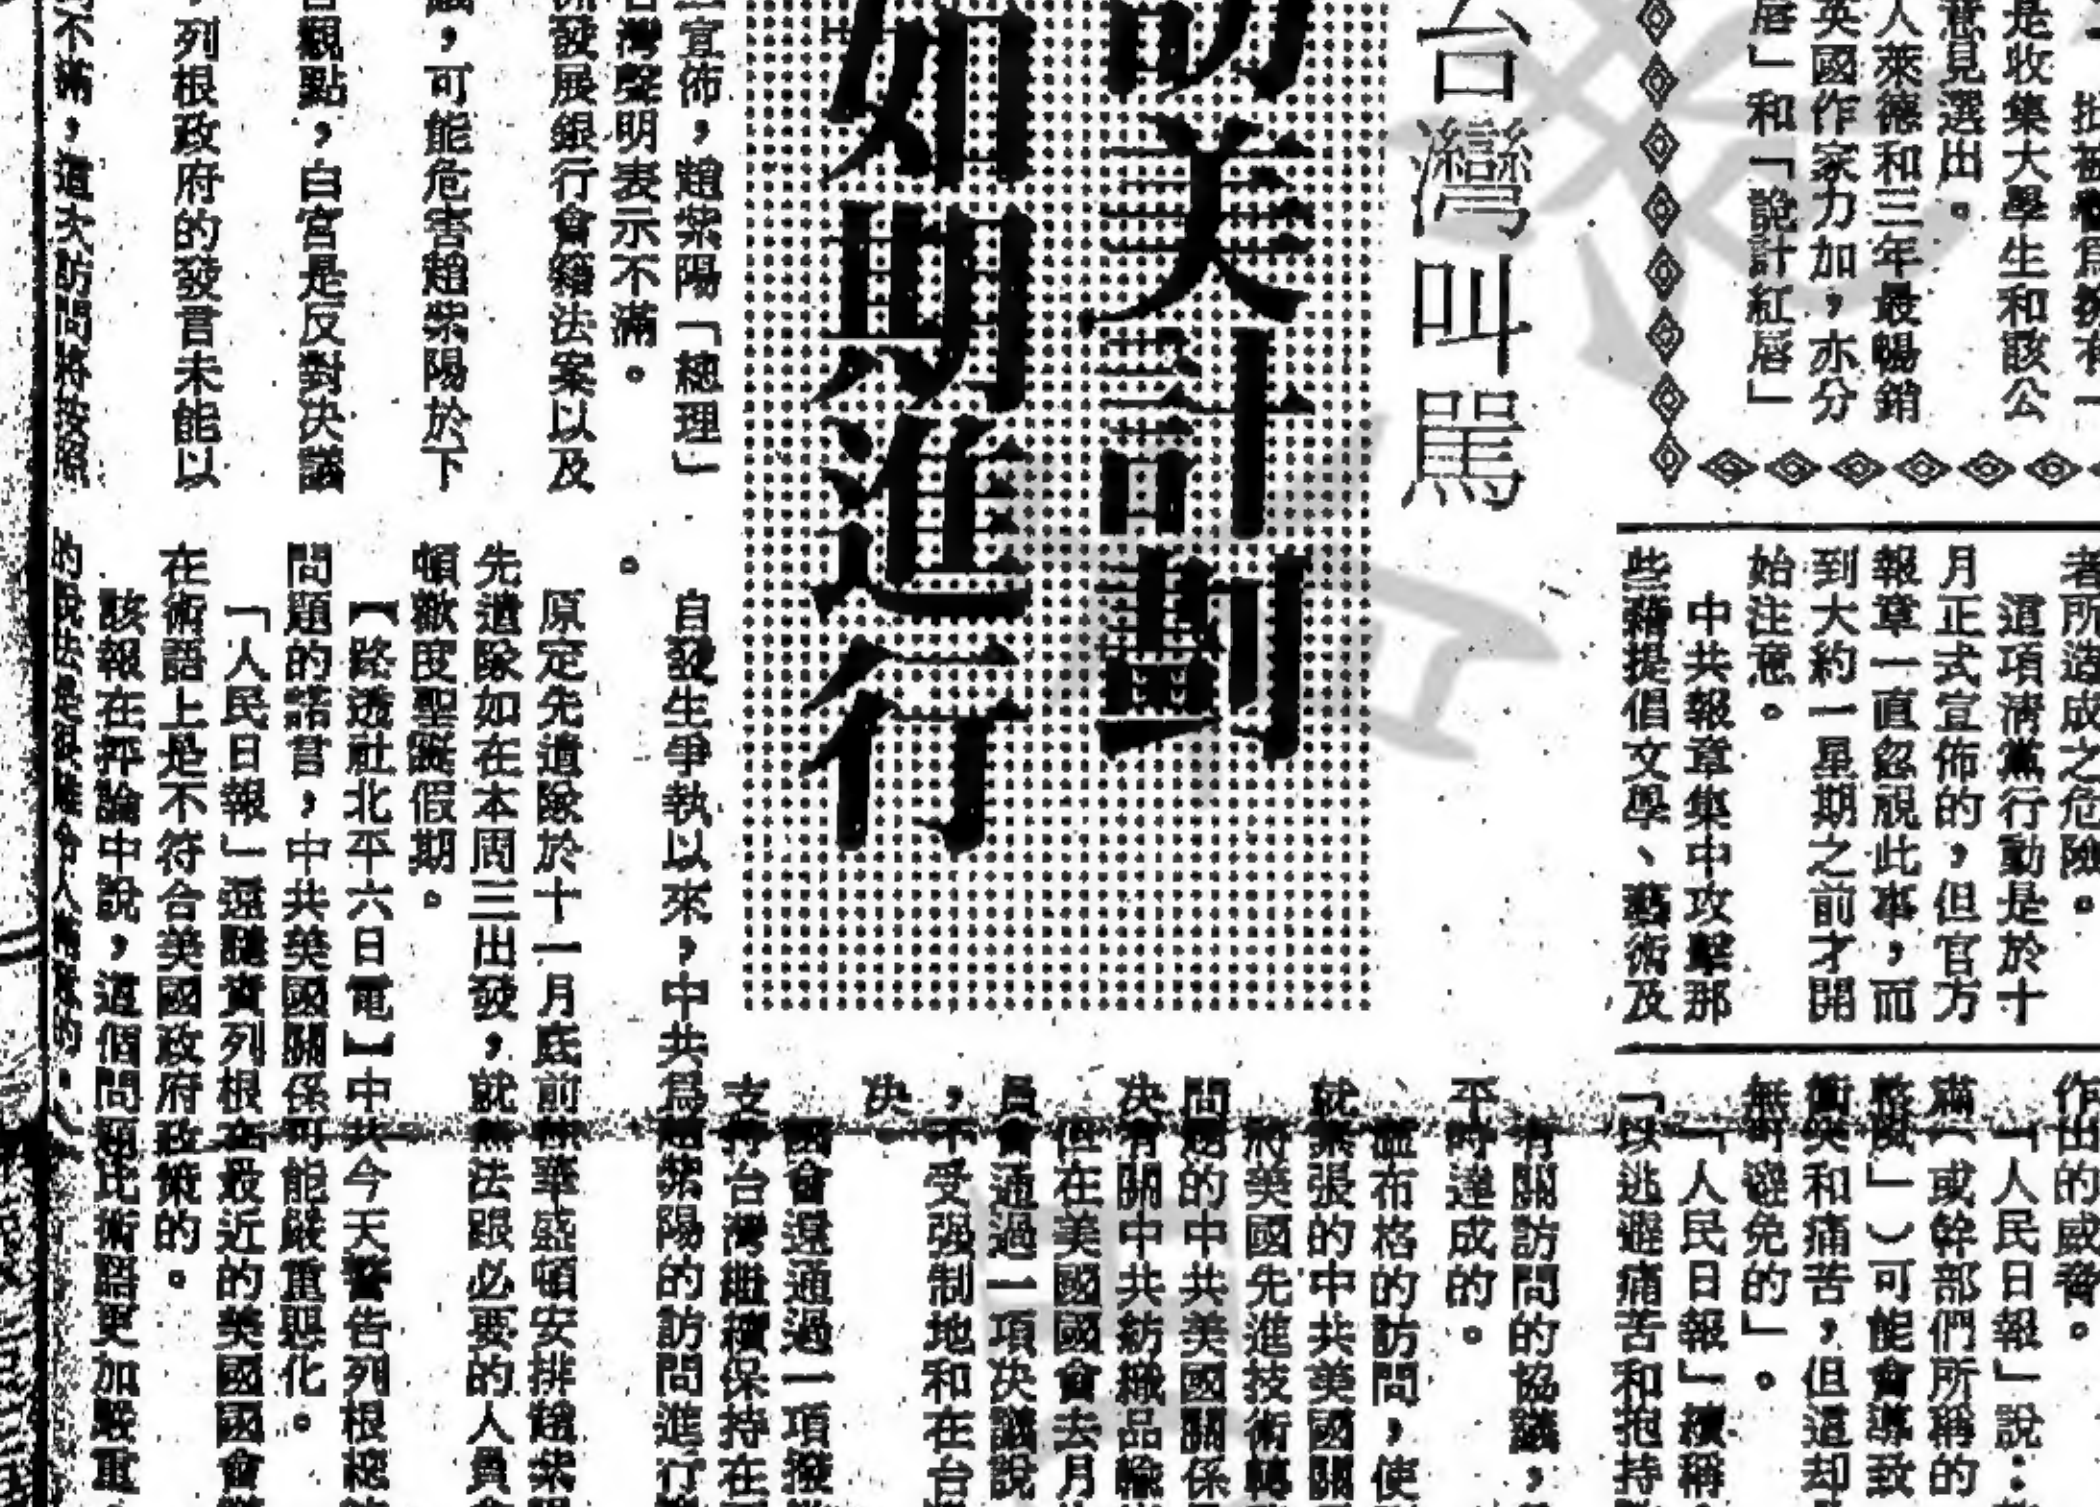 是收集大學生和該公
意見選出。
人萊德和三年最暢銷
英國作家力加，亦分
唇」和「詭計紅唇」
者所造成之危險。
這項清黨行動是於十
月正式宣佈的，但官方
報章一直忽視此事，而
到大約一星期之前才開
始注意。
中共報章集中攻擊那
些藉提倡文學、藝術及
作出的威脅。
「人民日報」說：
（或幹部們所稱的
」）可能會導致
衝突和痛苦，但這却
無可避免的」。
「人民日報」續稱
「以逃避痛苦和抱持
台灣叫罵
訪美計劃
如期進行
有關訪問的協議，
平時達成的。
溫布格的訪問，使
就緊張的中共美國關
將美國先進技術轉
問題的中共美國關係
決有關中共紡織品輸
但在美國國會去月
員會通過一項決議說
，不受强制地和在台
決
國會還通過一項撥
支持台灣繼續保持在
宣佈，趙紫陽「總理」
台灣聲明表示不滿。
發展銀行會籍法案以及
，可能危害趙紫陽於下
觀點，白宮是反對決議
列根政府的發言未能以
不滿，這次訪問將按照
自發生爭執以來，中共爲趙紫陽的訪問進行
。
原定先遣隊於十一月底前往華盛頓安排趙紫
先遣隊如在本周三出發，就無法跟必要的人員會
頓歡度聖誕假期。
【路透社北平六日電】中共今天警告列根總
問題的諾言，中共美國關係可能嚴重惡化。
「人民日報」還譴責列根在最近的美國國會
在術語上是不符合美國政府政策的。
該報在評論中說，這個問題比術語更加嚴重